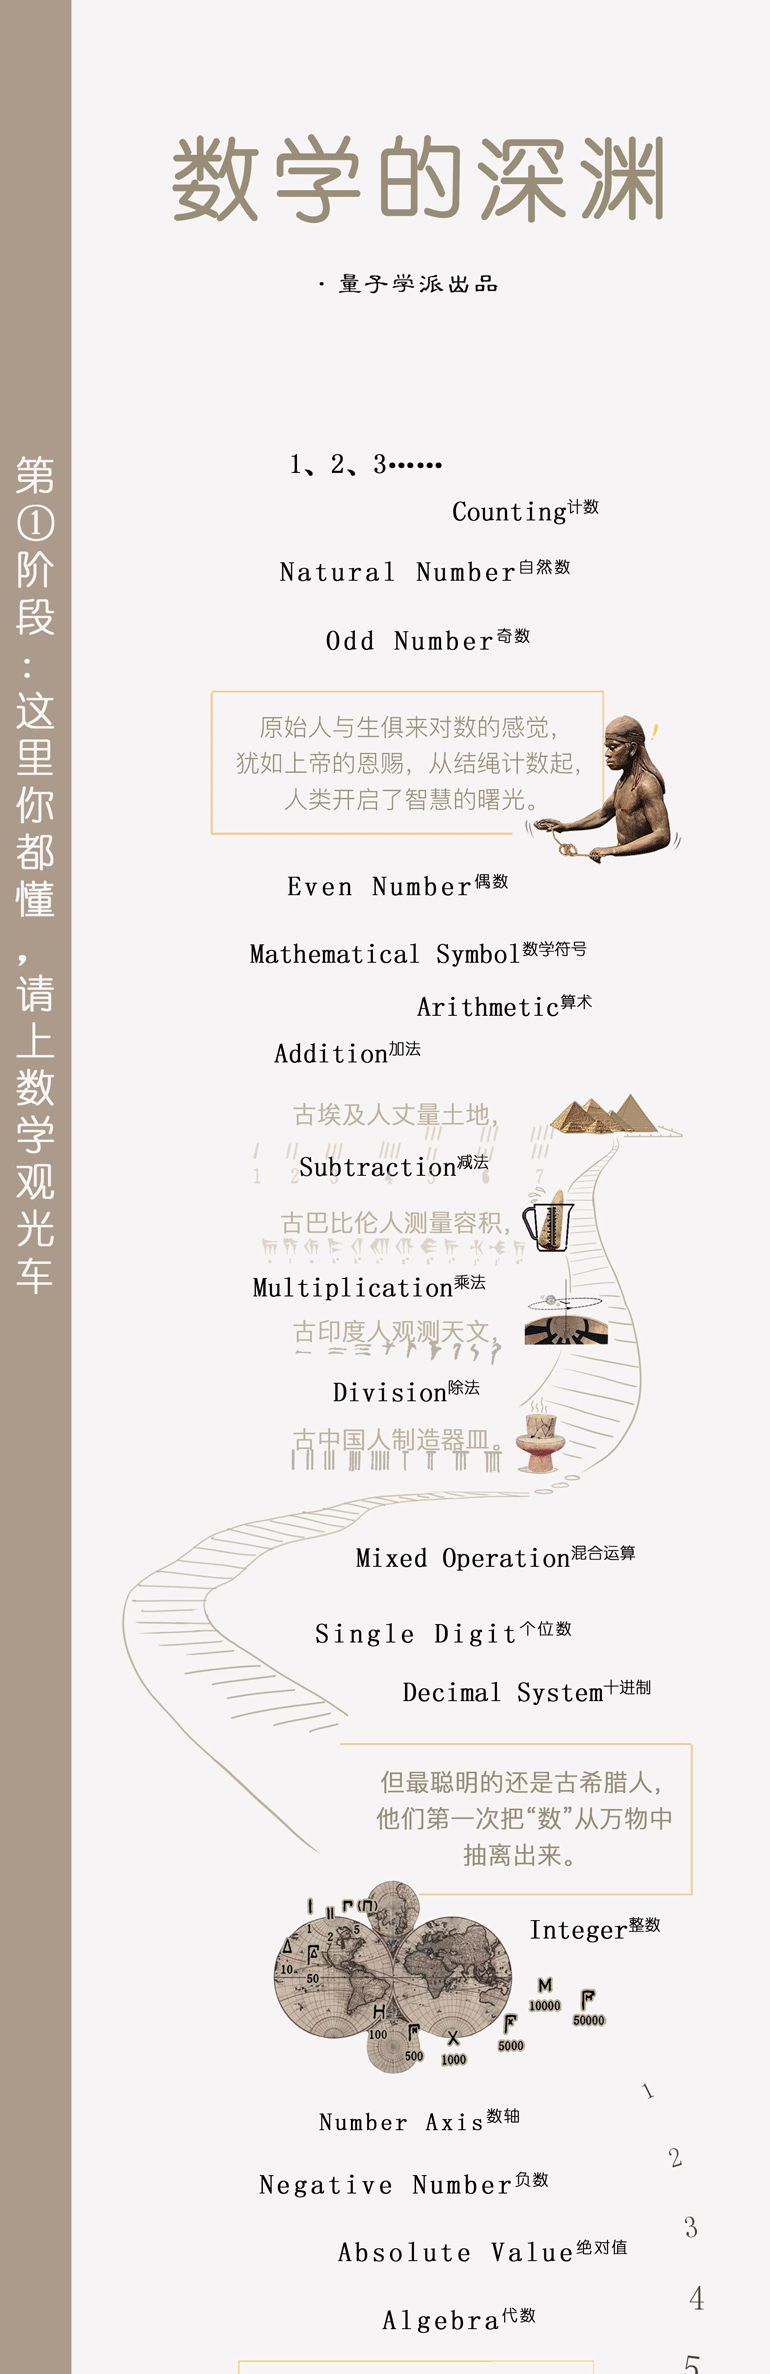 数学的深渊
·量子学派出品
第①阶段：这里你都懂，请上数学观光车
1、2、3……
Counting计数
Natural Number自然数
Odd Number奇数
原始人与生俱来对数的感觉，
犹如上帝的恩赐，从结绳计数起，
人类开启了智慧的曙光。
Even Number偶数
Mathematical Symbol数学符号
Arithmetic算术
Addition加法
古埃及人丈量土地，
1 2 3 4 5 6 7
Subtraction减法
古巴比伦人测量容积，
Multiplication乘法
古印度人观测天文，
Division除法
古中国人制造器皿。
Mixed Operation混合运算
Single Digit个位数
Decimal System十进制
但最聪明的还是古希腊人，
他们第一次把“数”从万物中
抽离出来。
Integer整数
1 2 5
10 50
M
10000 50000
H
100 500
X
1000 5000
Number Axis数轴
Negative Number负数
Absolute Value绝对值
Algebra代数
1
2
3
4
5